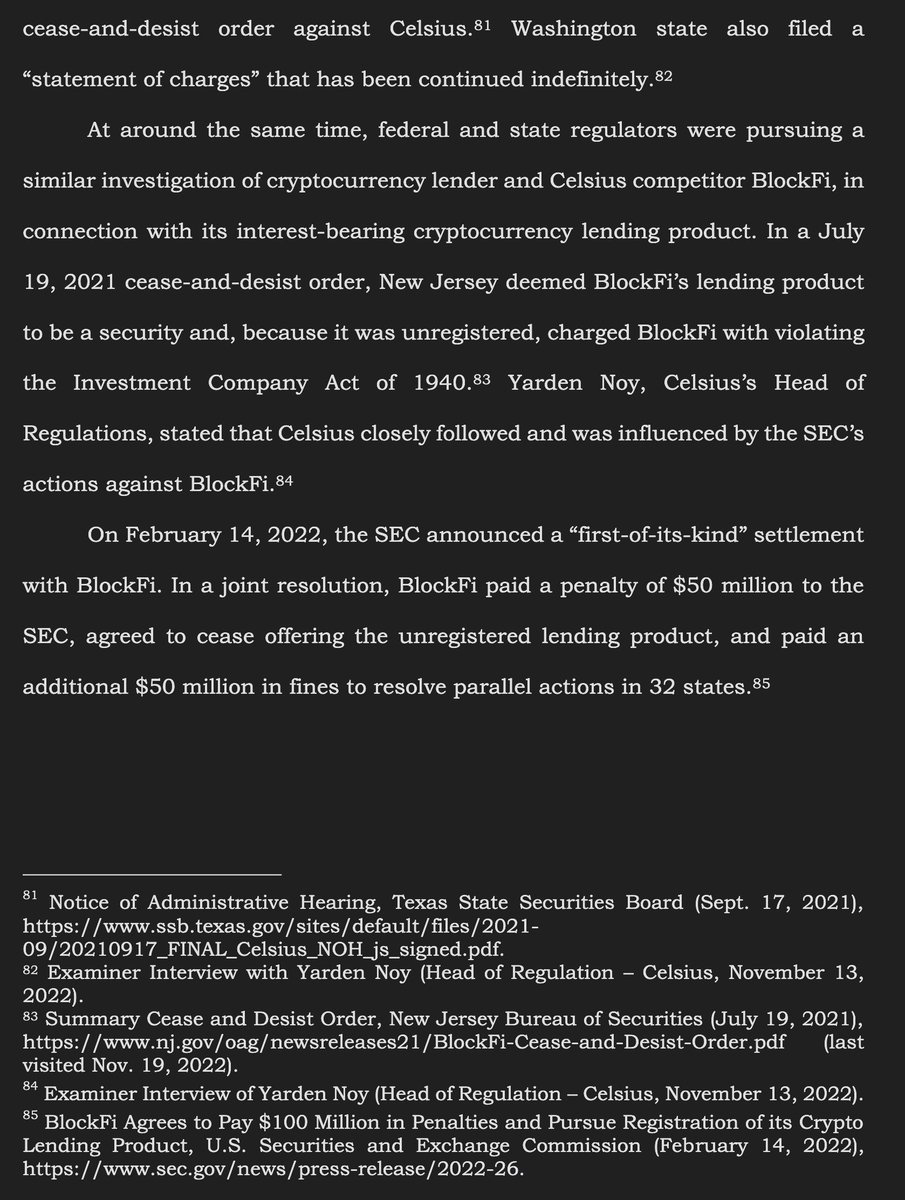 cease-and-desist order against Celsius.81 Washington state also filed a
“statement of charges” that has been continued indefinitely.82
At around the same time, federal and state regulators were pursuing a
similar investigation of cryptocurrency lender and Celsius competitor BlockFi, in
connection with its interest-bearing cryptocurrency lending product. In a July
19, 2021 cease-and-desist order, New Jersey deemed BlockFi’s lending product
to be a security and, because it was unregistered, charged BlockFi with violating
the Investment Company Act of 1940.83 Yarden Noy, Celsius’s Head of
Regulations, stated that Celsius closely followed and was influenced by the SEC’s
actions against BlockFi.84
On February 14, 2022, the SEC announced a “first-of-its-kind” settlement
with BlockFi. In a joint resolution, BlockFi paid a penalty of $50 million to the
SEC, agreed to cease offering the unregistered lending product, and paid an
additional $50 million in fines to resolve parallel actions in 32 states.85
81 Notice of Administrative Hearing, Texas State Securities Board (Sept. 17, 2021),
https://www.ssb.texas.gov/sites/default/files/2021-
09/20210917_FINAL_Celsius_NOH_js_signed.pdf.
82 Examiner Interview with Yarden Noy (Head of Regulation – Celsius, November 13,
2022).
83 Summary Cease and Desist Order, New Jersey Bureau of Securities (July 19, 2021),
https://www.nj.gov/oag/newsreleases21/BlockFi-Cease-and-Desist-Order.pdf (last
visited Nov. 19, 2022).
84 Examiner Interview of Yarden Noy (Head of Regulation – Celsius, November 13, 2022).
85 BlockFi Agrees to Pay $100 Million in Penalties and Pursue Registration of its Crypto
Lending Product, U.S. Securities and Exchange Commission (February 14, 2022),
https://www.sec.gov/news/press-release/2022-26.